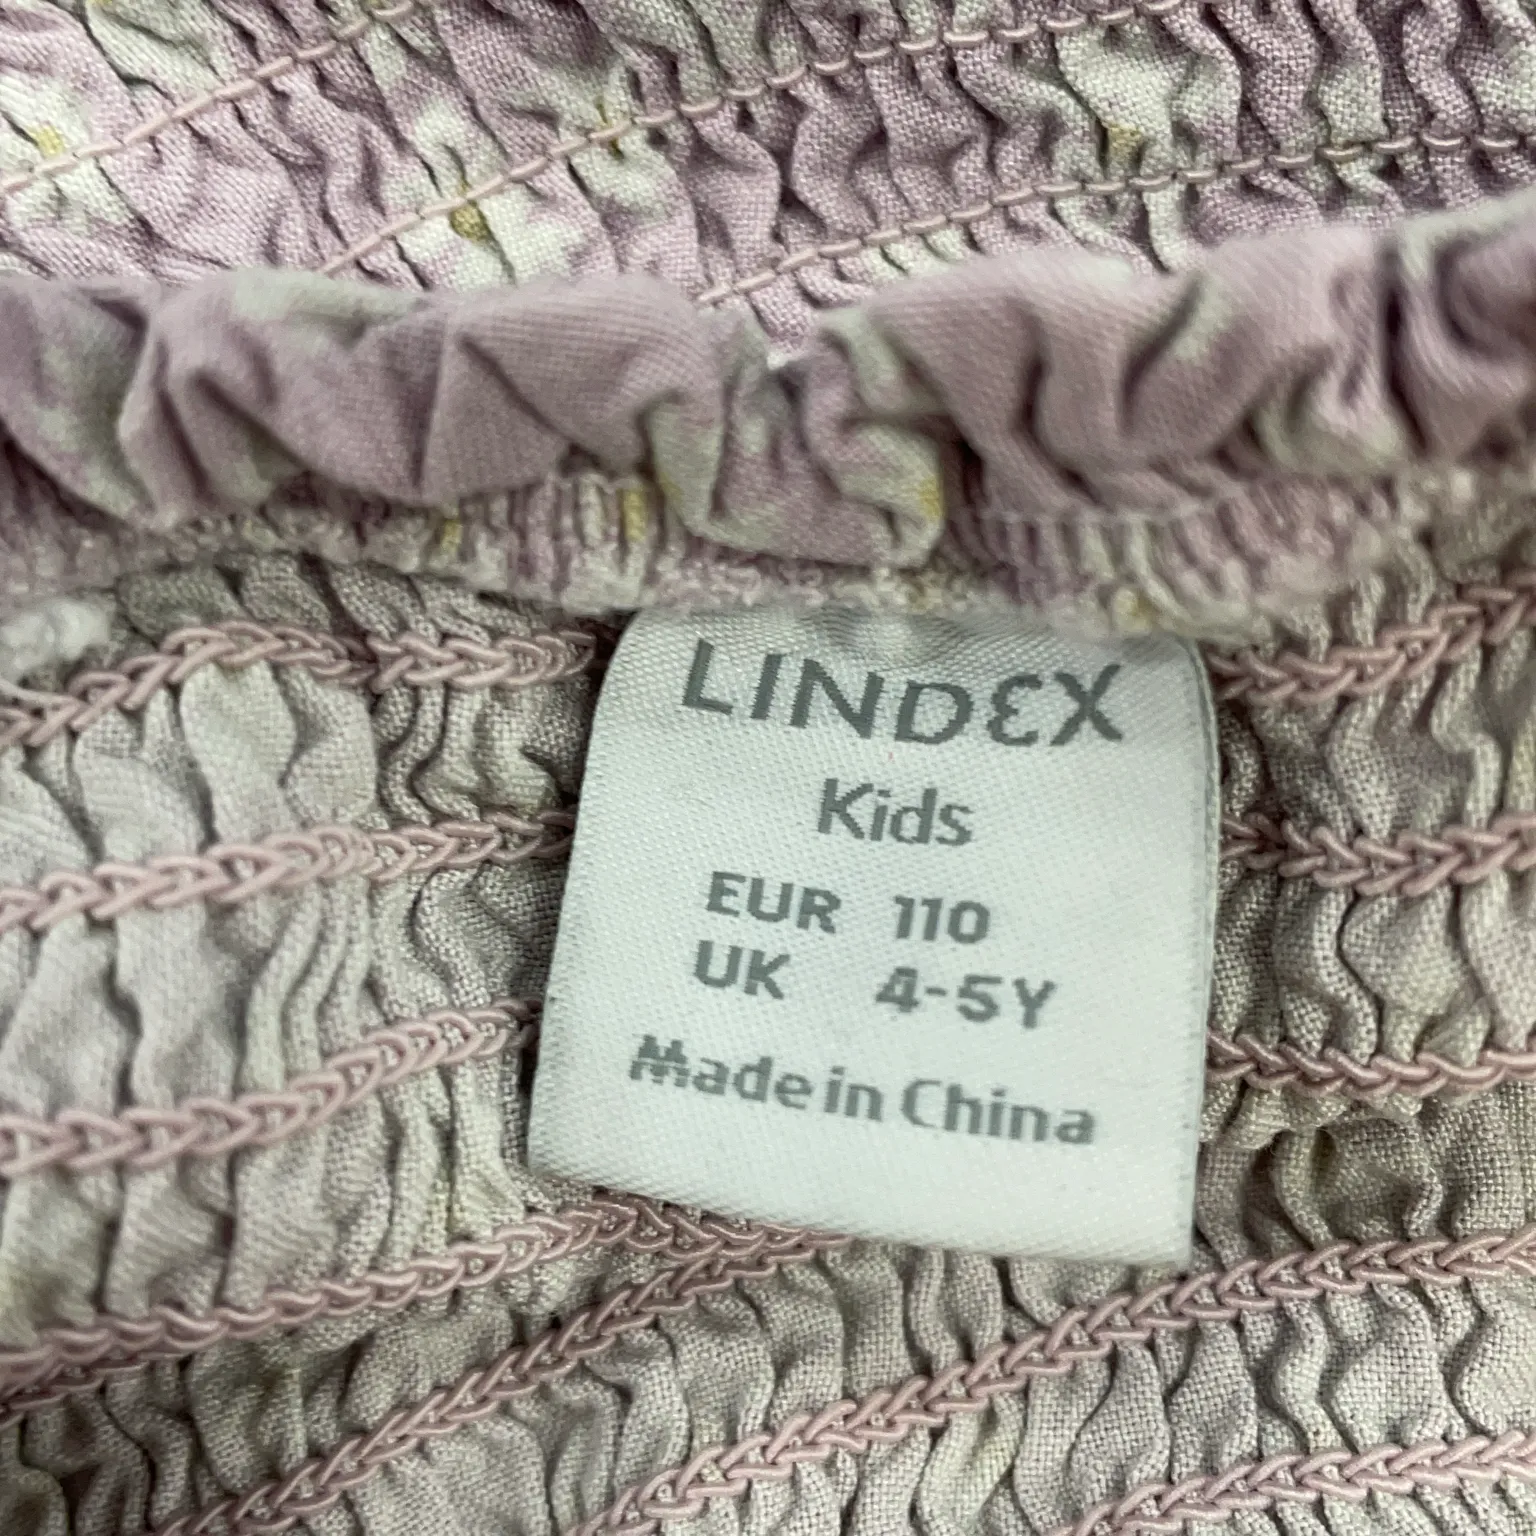 LINDEX
Kids
EUR 110
UK 4-5Y
Made in China